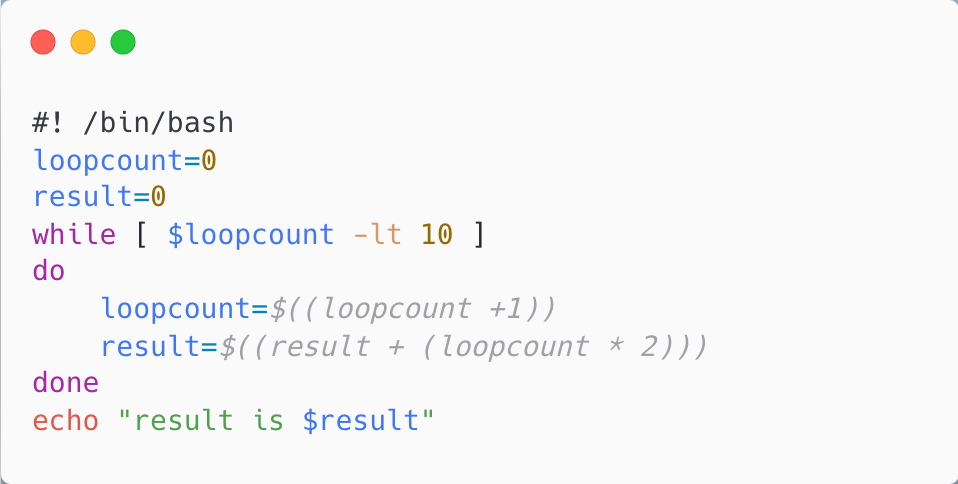 #! /bin/bash
loopcount=0
result=0
while [ $loopcount -lt 10 ]
do
    loopcount=$((loopcount +1))
    result=$((result + (loopcount * 2)))
done
echo "result is $result"